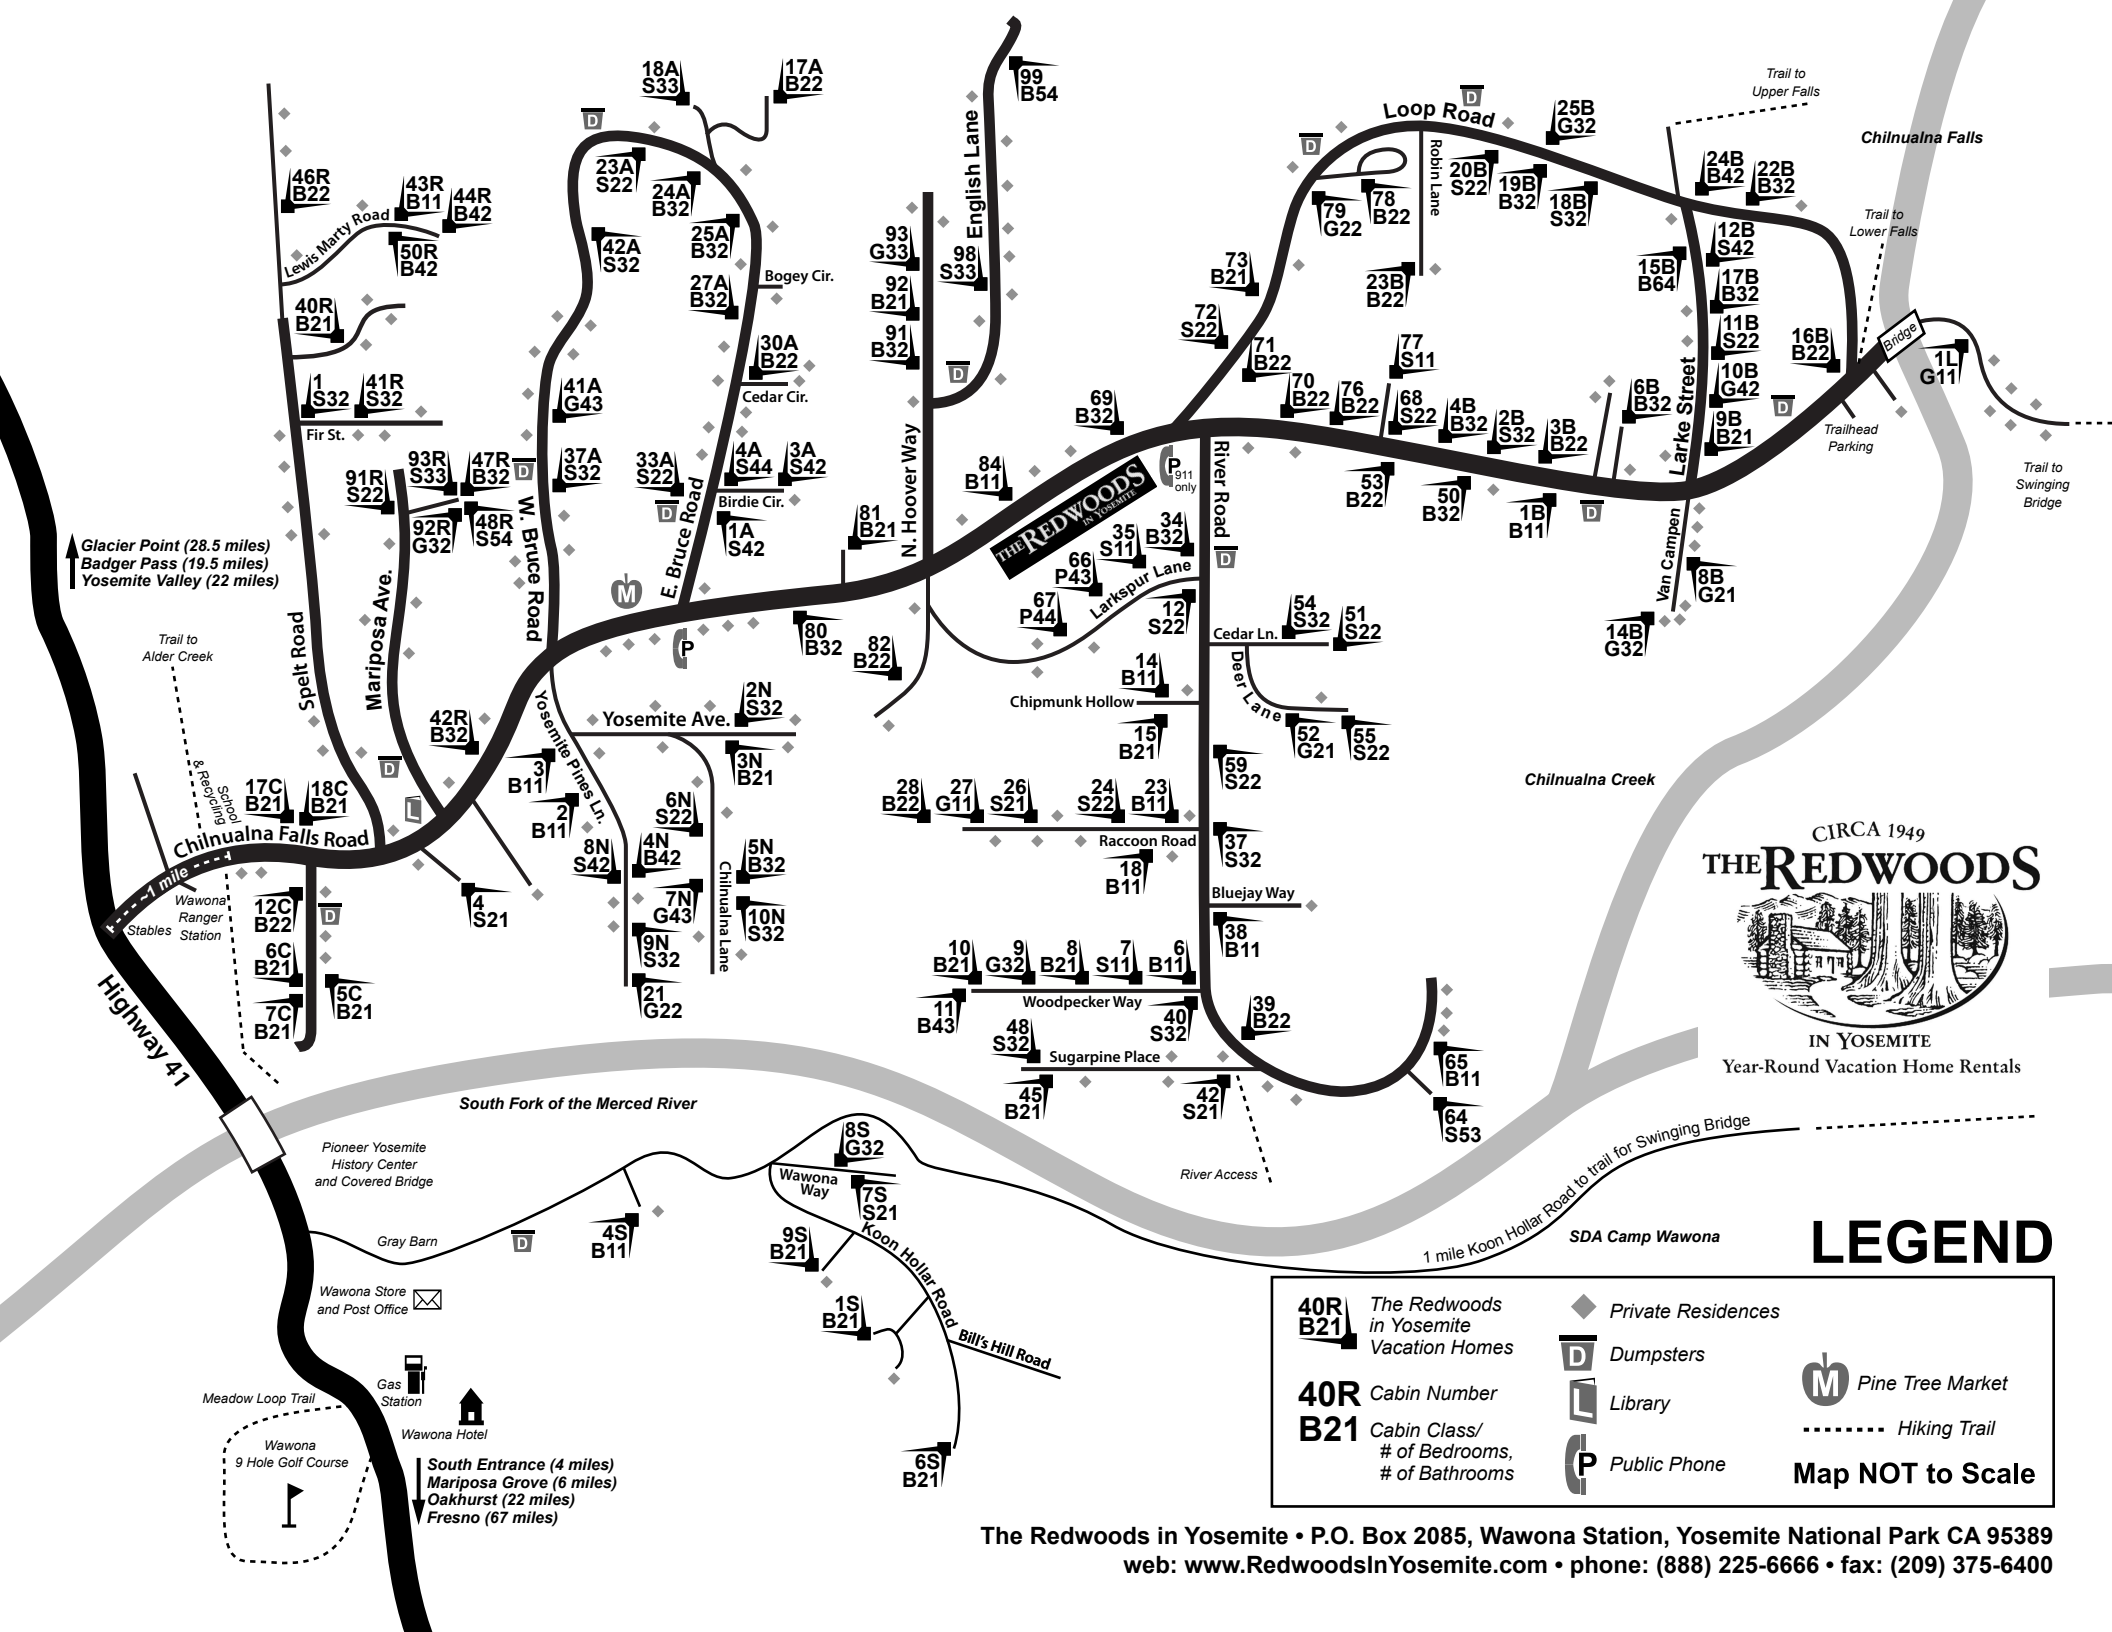 18A
S33
17A
B22
99
B54
English Lane
Loop Road
25B
G32
Trail to
Upper Falls
Chilnualna Falls
46R
B22
43R
B11
44R
B42
Lewis Marty Road
50R
B42
23A
S22
24A
B32
25A
B32
42A
S32
27A
B32
Bogey Cir.
93
G33
98
S33
92
B21
91
B32
79
G22
78
B22
Robin Lane
20B
S22
19B
B32
18B
S32
24B
B42
22B
B32
Trail to
Lower Falls
73
B21
23B
B22
15B
B64
12B
S42
17B
B32
40R
B21
72
S22
71
B22
77
S11
11B
S22
16B
B22
Bridge
1L
G11
30A
B22
Cedar Cir.
1
S32
41R
S32
Fir St.
41A
G43
69
B32
70
B22
76
B22
68
S22
4B
B32
2B
S32
3B
B22
6B
B32
Larke Street
10B
G42
9B
B21
Trailhead
Parking
Trail to
Swinging
Bridge
91R
S22
93R
S33
47R
B32
92R
G32
48R
S54
37A
S32
33A
S22
4A
S44
3A
S42
Birdie Cir.
1A
S42
W. Bruce Road
E. Bruce Road
N. Hoover Way
84
B11
81
B21
THE REDWOODS
IN YOSEMITE
P
911
only
River Road
53
B22
50
B32
1B
B11
Van Campen
8B
G21
14B
G32
Glacier Point (28.5 miles)
Badger Pass (19.5 miles)
Yosemite Valley (22 miles)
35
S11
34
B32
66
P43
67
P44
Larkspur Lane
12
S22
Spelt Road
Mariposa Ave.
M
P
80
B32
82
B22
Cedar Ln.
54
S32
51
S22
Deer Lane
52
G21
55
S22
14
B11
Chipmunk Hollow
15
B21
Trail to
Alder Creek
42R
B32
Yosemite Pines Ln.
Yosemite Ave.
2N
S32
3N
B21
3
B11
2
B11
59
S22
Chilnualna Creek
School
& Recycling
17C
B21
18C
B21
L
Chilnualna Falls Road
~1 mile
6N
S22
8N
S42
4N
B42
5N
B32
7N
G43
10N
S32
Chilnualna Lane
9N
S32
21
G22
28
B22
27
G11
26
S21
24
S22
23
B11
Raccoon Road
18
B11
37
S32
Bluejay Way
38
B11
Stables
Wawona
Ranger
Station
12C
B22
4
S21
6C
B21
7C
B21
5C
B21
10
B21
9
G32
8
B21
7
S11
6
B11
Woodpecker Way
11
B43
40
S32
39
B22
48
S32
Sugarpine Place
45
B21
42
S21
65
B11
64
S53
River Access
CIRCA 1949
THE REDWOODS
IN YOSEMITE
Year-Round Vacation Home Rentals
Highway 41
South Fork of the Merced River
Pioneer Yosemite
History Center
and Covered Bridge
Gray Barn
D
4S
B11
8S
G32
Wawona
Way
7S
S21
9S
B21
Koon Hollar Road
1S
B21
Bill's Hill Road
6S
B21
1 mile Koon Hollar Road to trail for Swinging Bridge
SDA Camp Wawona
Wawona Store
and Post Office
Gas
Station
Meadow Loop Trail
Wawona Hotel
Wawona
9 Hole Golf Course
South Entrance (4 miles)
Mariposa Grove (6 miles)
Oakhurst (22 miles)
Fresno (67 miles)
LEGEND
40R
B21
The Redwoods
in Yosemite
Vacation Homes
40R Cabin Number
B21 Cabin Class/
# of Bedrooms,
# of Bathrooms
Private Residences
D Dumpsters
L Library
P Public Phone
M Pine Tree Market
Hiking Trail
Map NOT to Scale
The Redwoods in Yosemite • P.O. Box 2085, Wawona Station, Yosemite National Park CA 95389
web: www.RedwoodsInYosemite.com • phone: (888) 225-6666 • fax: (209) 375-6400